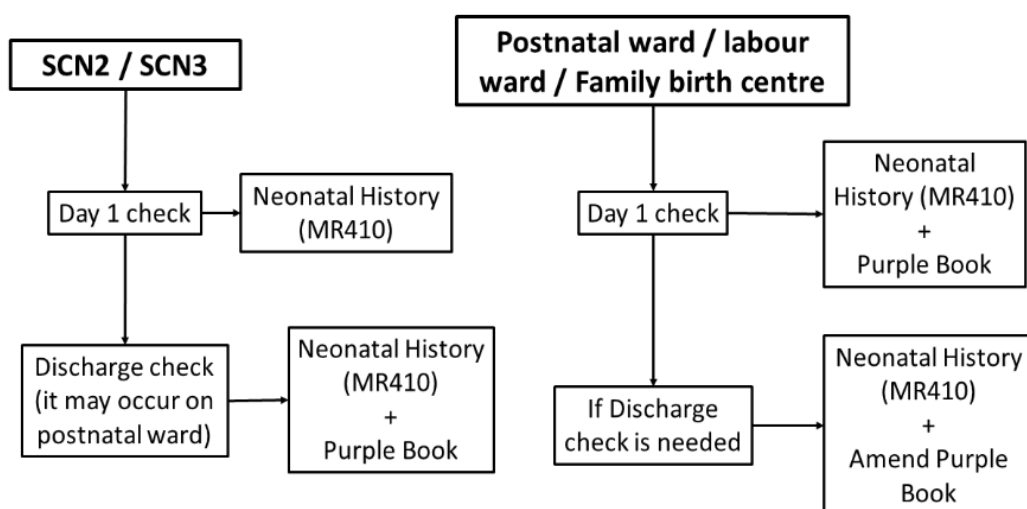 SCN2 / SCN3
Day 1 check
Neonatal History
(MR410)
Discharge check
(it may occur on
postnatal ward)
Neonatal History
(MR410)
+
Purple Book
Postnatal ward / labour
ward / Family birth centre
Day 1 check
Neonatal
History (MR410)
+
Purple Book
If Discharge
check is needed
Neonatal History
(MR410)
+
Amend Purple
Book